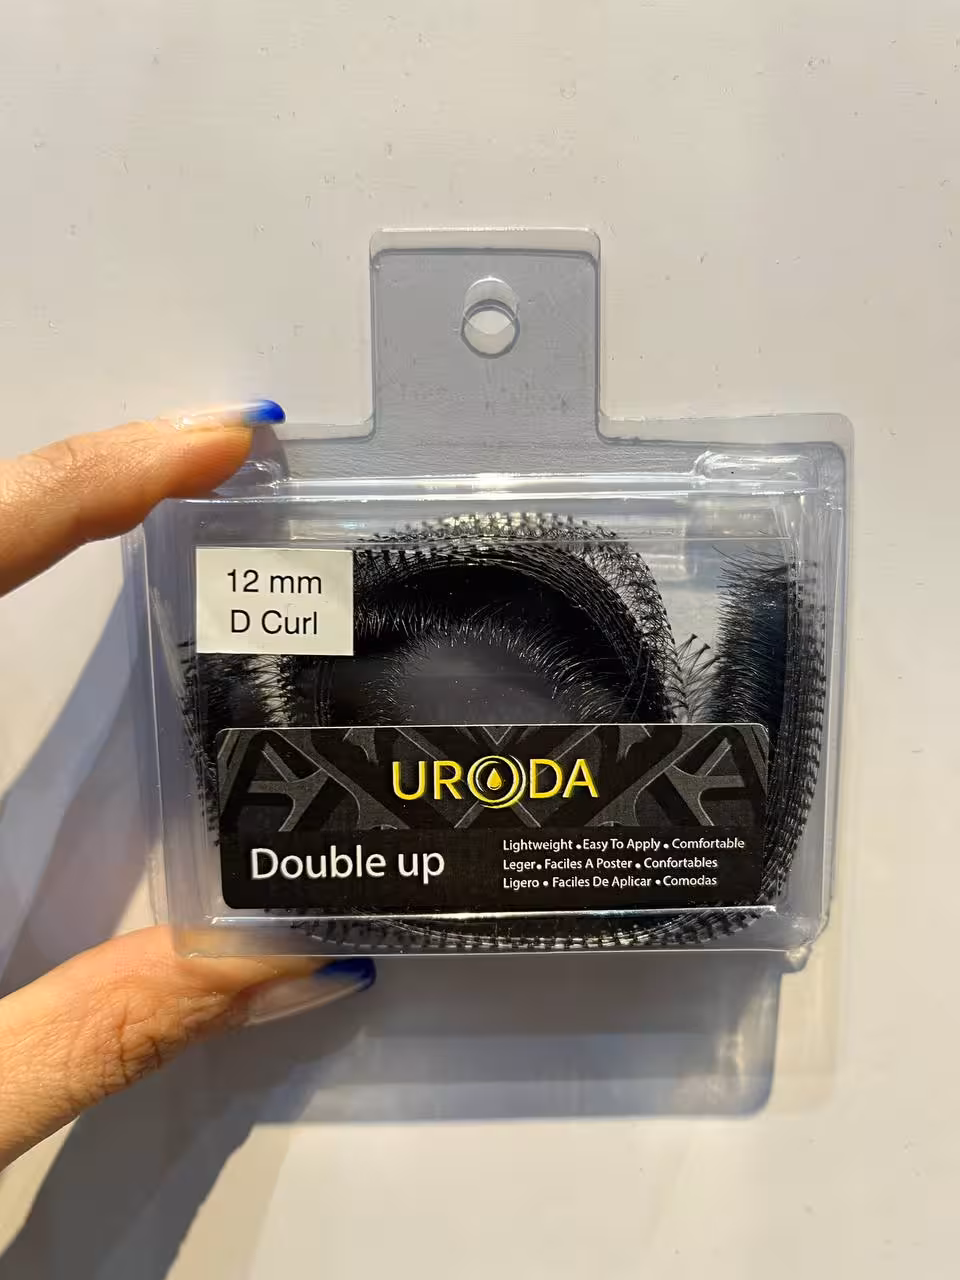 12 mm
D Curl
URODA
Double up
Lightweight • Easy To Apply • Comfortable
Leger • Faciles A Poster • Confortables
Ligero • Faciles De Aplicar • Comodas